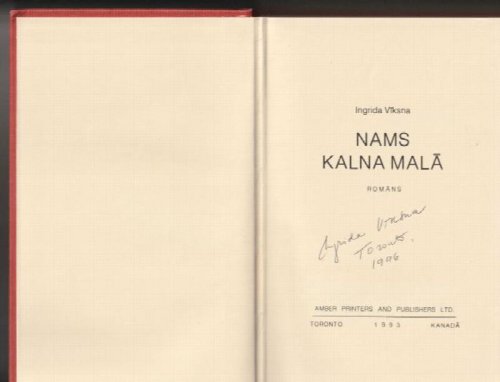 Ingrida Vīksna
NAMS
KALNA MALĀ
ROMĀNS
Ingrida Vīksna
Toronto,
1996
AMBER PRINTERS AND PUBLISHERS LTD.
TORONTO 1993 KANADĀ